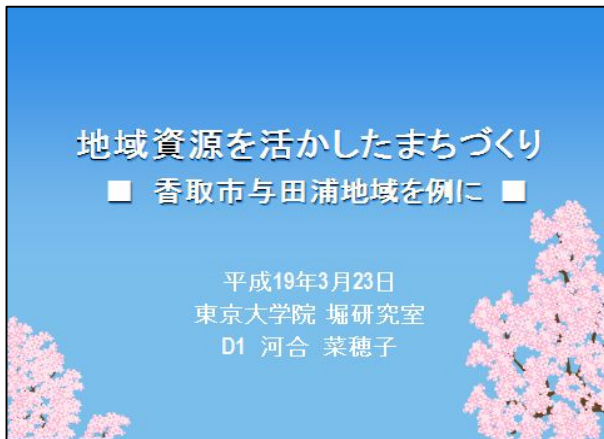 地域資源を活かしたまちづくり
■ 香取市与田浦地域を例に ■
平成19年3月23日
東京大学院 堀研究室
D1 河合 菜穂子